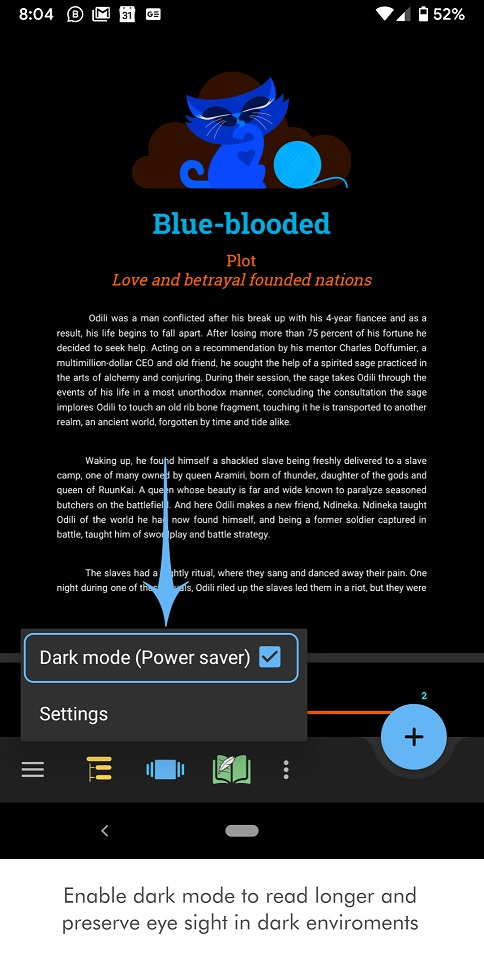 8:04
31
GE
52%
Blue-blooded
Plot
Love and betrayal founded nations
Odili was a man conflicted after his break up with his 4-year fiancee and as a
result, his life begins to fall apart. After losing more than 75 percent of his fortune he
decided to seek help. Acting on a recommendation by his mentor Charles Doffumier, a
multimillion-dollar CEO and old friend, he sought the help of a spirited sage practiced in
the arts of alchemy and conjuring. During their session, the sage takes Odili through the
events of his life in a most unorthodox manner, concluding the consultation the sage
implores Odili to touch an old rib bone fragment, touching it he is transported to another
realm, an ancient world, forgotten by time and tide alike.
Waking up, he found himself a shackled slave being freshly delivered to a slave
camp, one of many owned by queen Aramiri, born of thunder, daughter of the gods and
queen of RuunKai. A queen whose beauty is far and wide known to paralyze seasoned
butchers on the battlefield. And here Odili makes a new friend, Ndineka. Ndineka taught
Odili of the world he had now found himself, and being a former soldier captured in
battle, taught him of swordplay and battle strategy.
The slaves had a nightly ritual, where they sang and danced away their pain. One
night during one of these rituals, Odili riled up the slaves led them in a riot, but they were
Dark mode (Power saver)
Settings
2
Enable dark mode to read longer and
preserve eye sight in dark enviroments